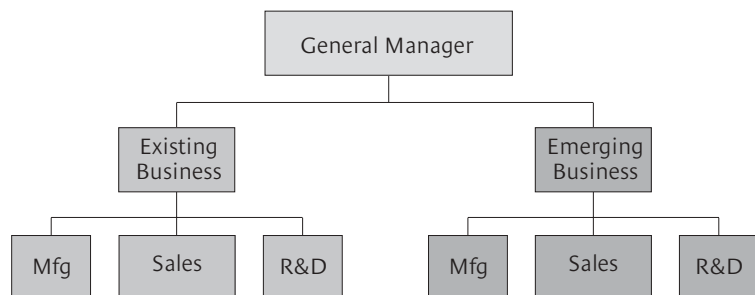 General Manager
Existing
Business
Emerging
Business
Mfg
Sales
R&D
Mfg
Sales
R&D